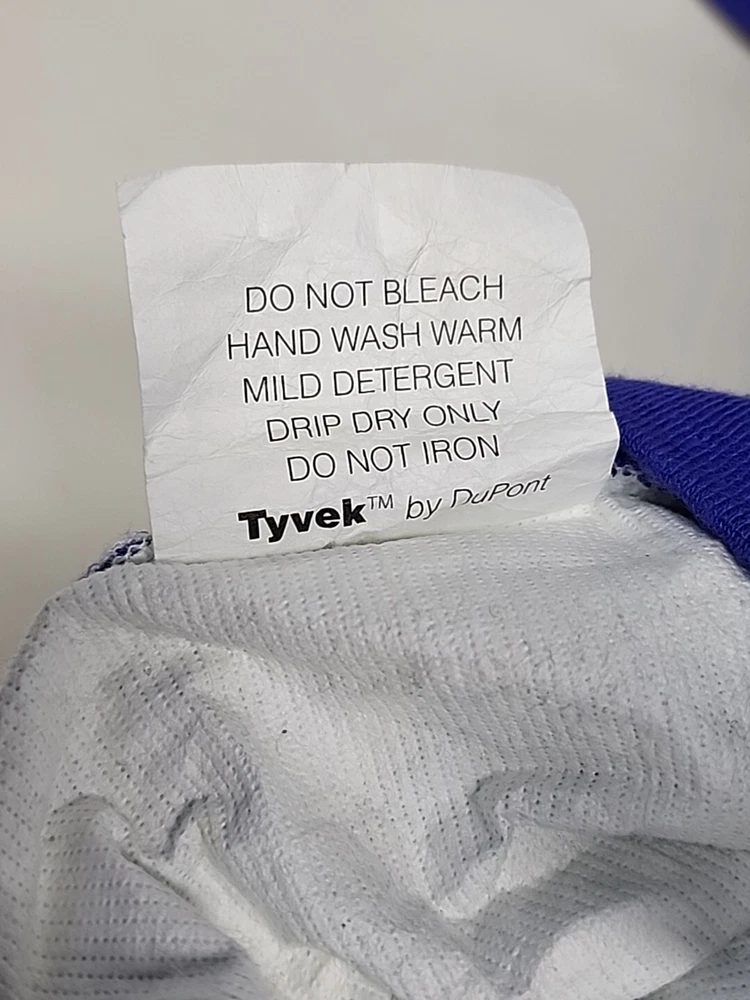 DO NOT BLEACH
HAND WASH WARM
MILD DETERGENT
DRIP DRY ONLY
DO NOT IRON
Tyvek™ by DuPont